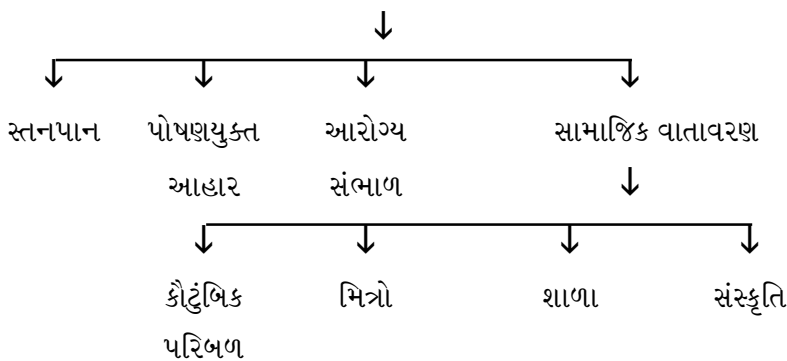 સ્તનપાન પોષણયુક્ત આરોગ્ય સામાજિક વાતાવરણ
આહાર સંભાળ
કૌટુંબિક મિત્રો શાળા સંસ્કૃતિ
પરિબળ